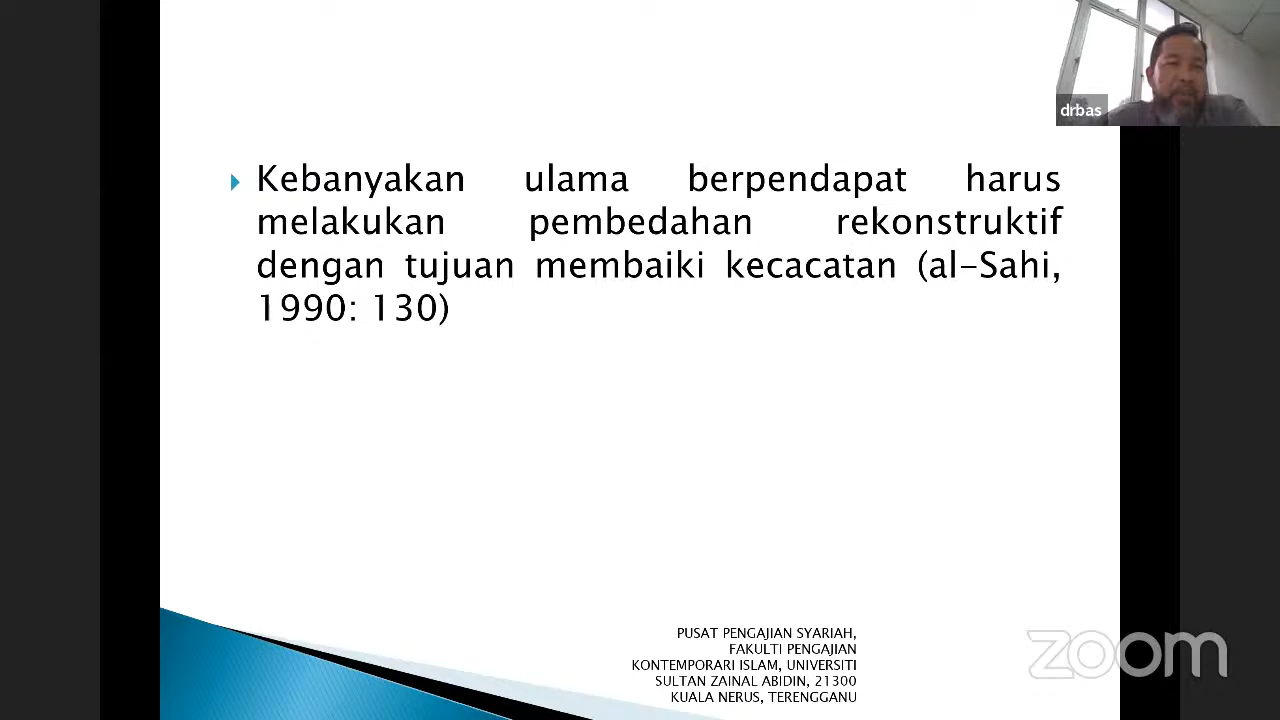 drbas
Kebanyakan ulama berpendapat harus
melakukan pembedahan rekonstruktif
dengan tujuan membaiki kecacatan (al-Sahi,
1990: 130)
PUSAT PENGAJIAN SYARIAH,
FAKULTI PENGAJIAN
KONTEMPORARI ISLAM, UNIVERSITI
SULTAN ZAINAL ABIDIN, 21300
KUALA NERUS, TERENGGANU
zoom